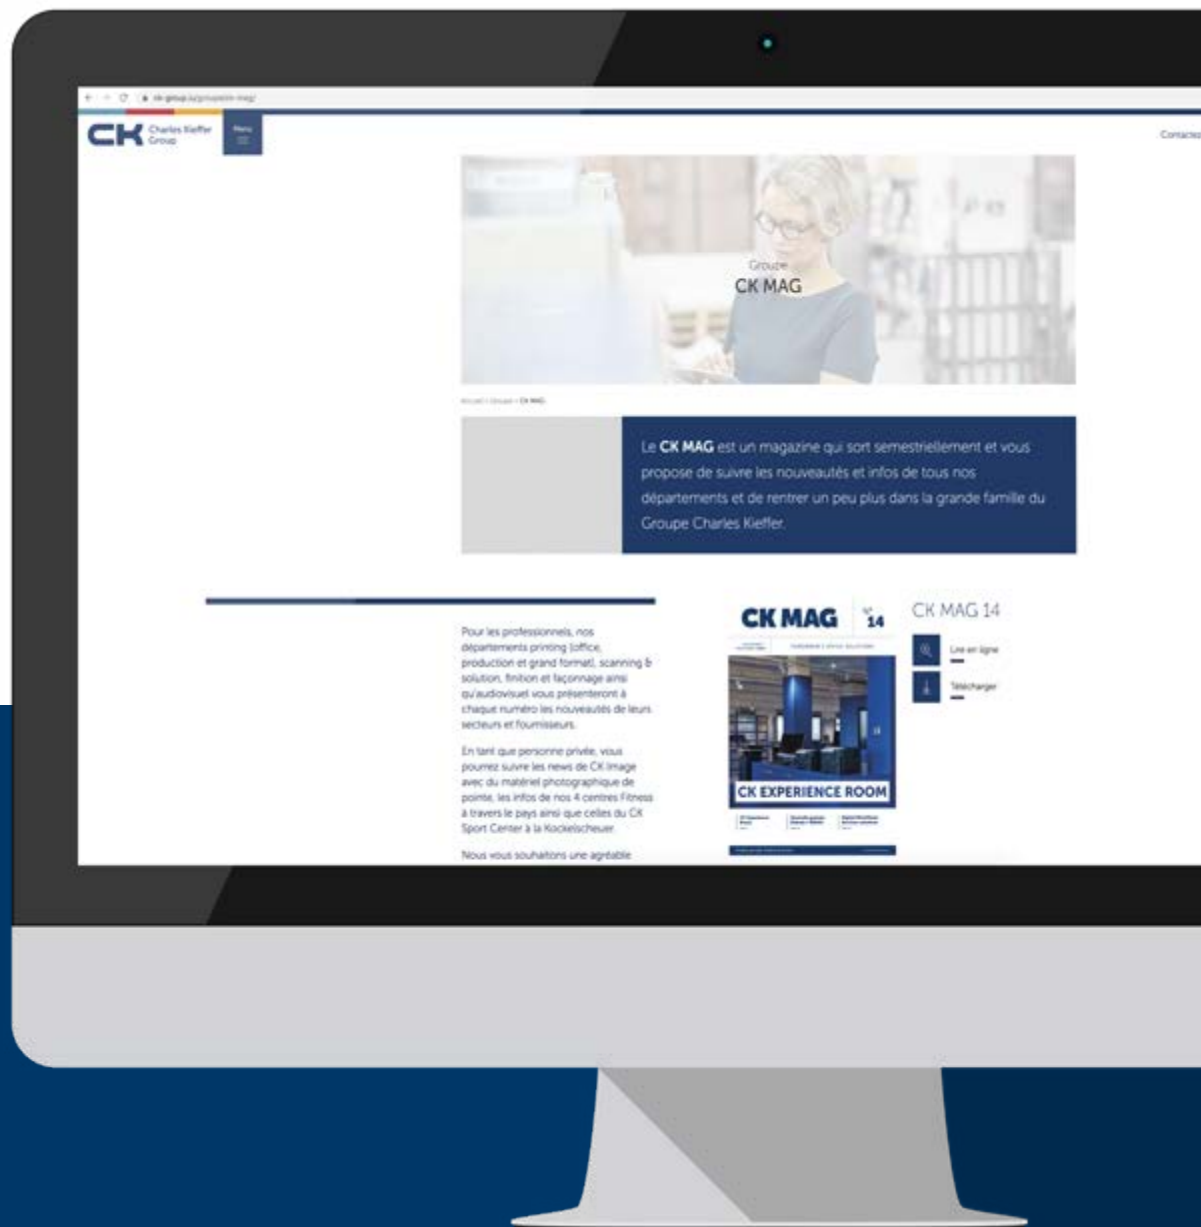 CK Charles Kieffer
Group
Menu
Contactez
Groupe
CK MAG
Accueil > Groupe > CK MAG
Le CK MAG est un magazine qui sort semestriellement et vous
propose de suivre les nouveautés et infos de tous nos
départements et de rentrer un peu plus dans la grande famille du
Groupe Charles Kieffer.
Pour les professionnels, nos
départements printing (office,
production et grand format), scanning &
solution, finition et façonnage ainsi
qu'audiovisuel vous présenteront à
chaque numéro les nouveautés de leurs
secteurs et fournisseurs.
En tant que personne privée, vous
pourrez suivre les news de CK Image
avec du matériel photographique de
pointe, les infos de nos 4 centres Fitness
à travers le pays ainsi que celles du CK
Sport Center à la Kockelscheuer.
Nous vous souhaitons une agréable
CK MAG N° 14
CK EXPERIENCE ROOM
CK MAG 14
Lire en ligne
Télécharger